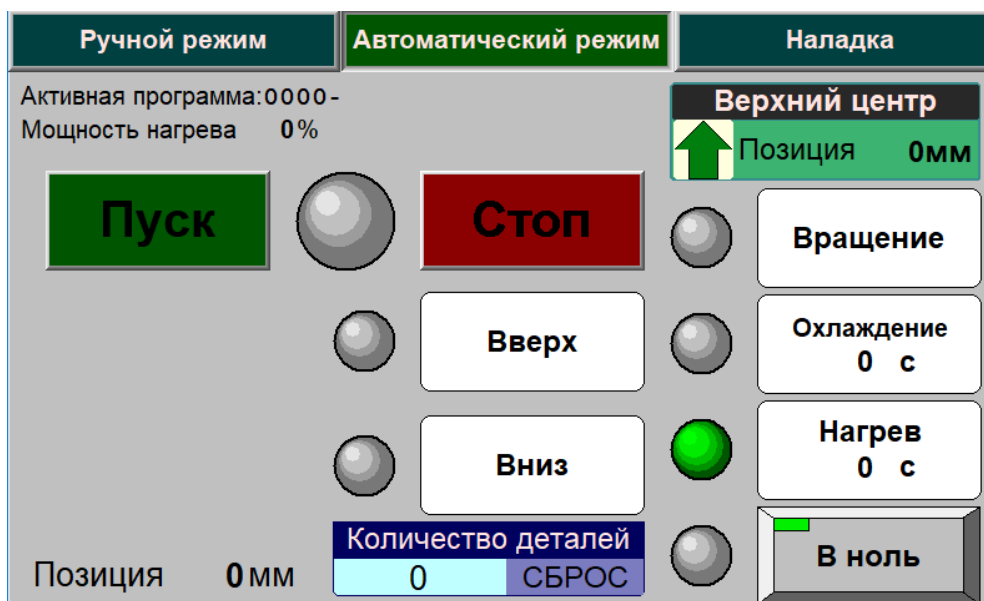 Ручной режим
Автоматический режим
Наладка
Активная программа:0000-
Мощность нагрева 0%
Верхний центр
Позиция 0мм
Пуск
Стоп
Вращение
Вверх
Охлаждение
0 с
Вниз
Нагрев
0 с
Количество деталей
0 СБРОС
В ноль
Позиция 0мм